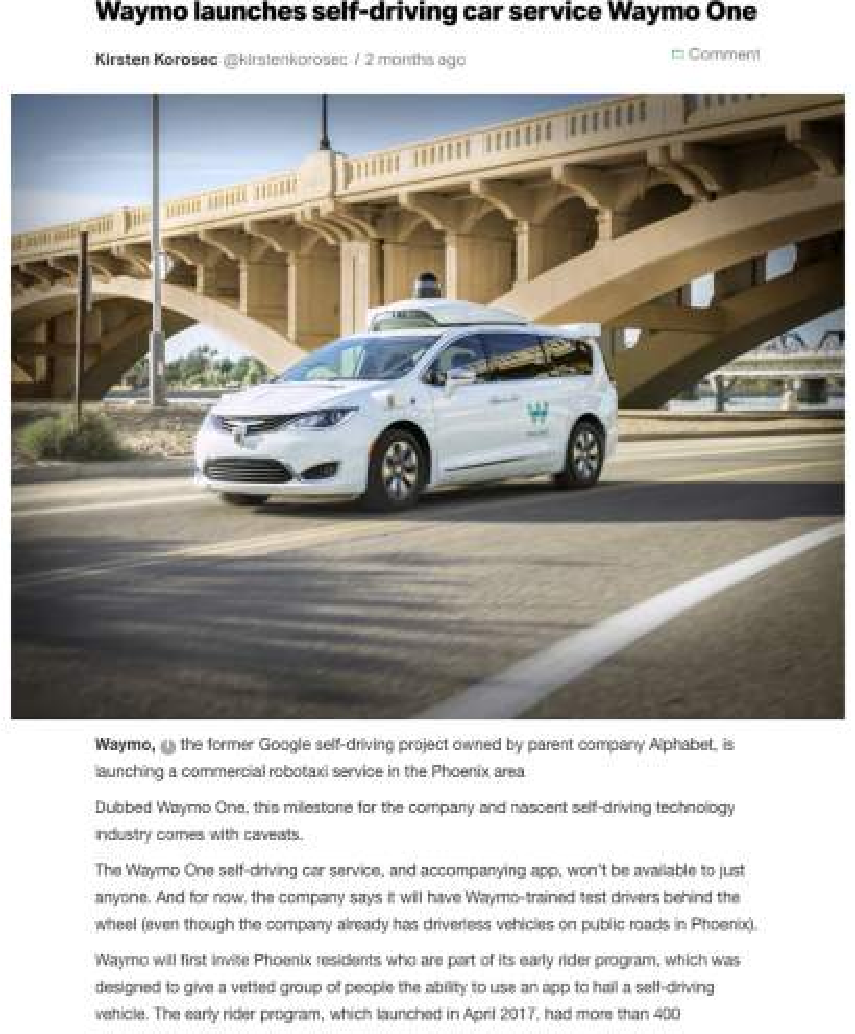 Waymo launches self-driving car service Waymo One
Kirsten Korosec @kirstenkorosec / 2 months ago
Comment
Waymo, the former Google self-driving project owned by parent company Alphabet, is
launching a commercial robotaxi service in the Phoenix area
Dubbed Waymo One, this milestone for the company and nascent self-driving technology
industry comes with caveats.
The Waymo One self-driving car service, and accompanying app, won't be available to just
anyone. And for now, the company says it will have Waymo-trained test drivers behind the
wheel (even though the company already has driverless vehicles on public roads in Phoenix).
Waymo will first invite Phoenix residents who are part of its early rider program, which was
designed to give a vetted group of people the ability to use an app to hail a self-driving
vehicle. The early rider program, which launched in April 2017, had more than 400